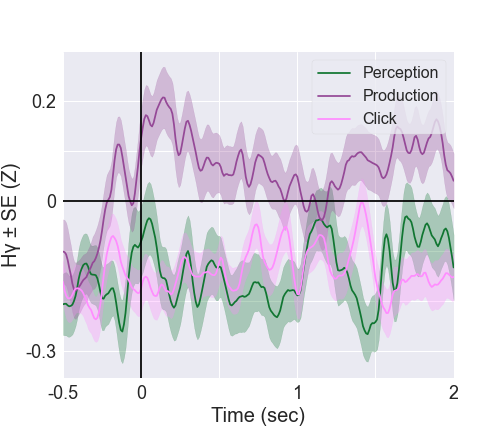 Perception
Production
Click
0.2
0
-0.3
Hγ ± SE (Z)
-0.5
0
1
2
Time (sec)